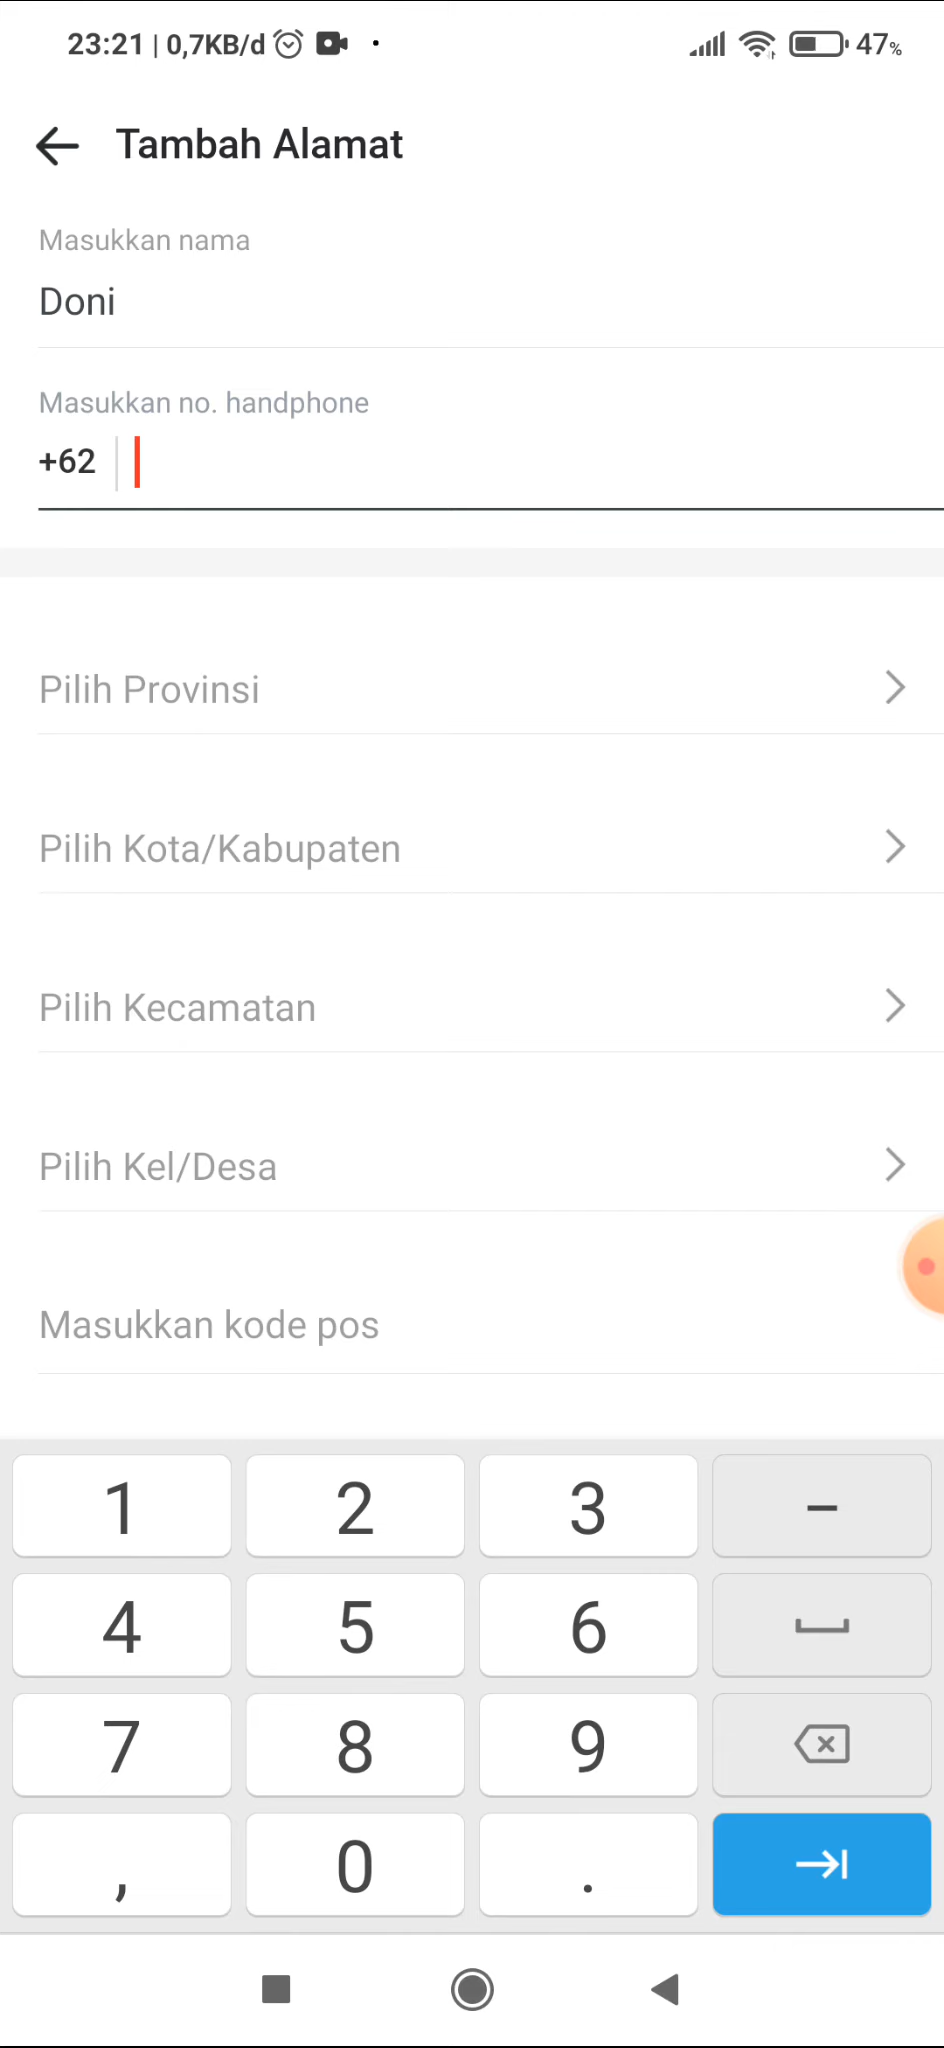 23:21 | 0,7KB/d
47%
Tambah Alamat
Masukkan nama
Doni
Masukkan no. handphone
+62
Pilih Provinsi
Pilih Kota/Kabupaten
Pilih Kecamatan
Pilih Kel/Desa
Masukkan kode pos
1 2 3 –
4 5 6
7 8 9
, 0 .